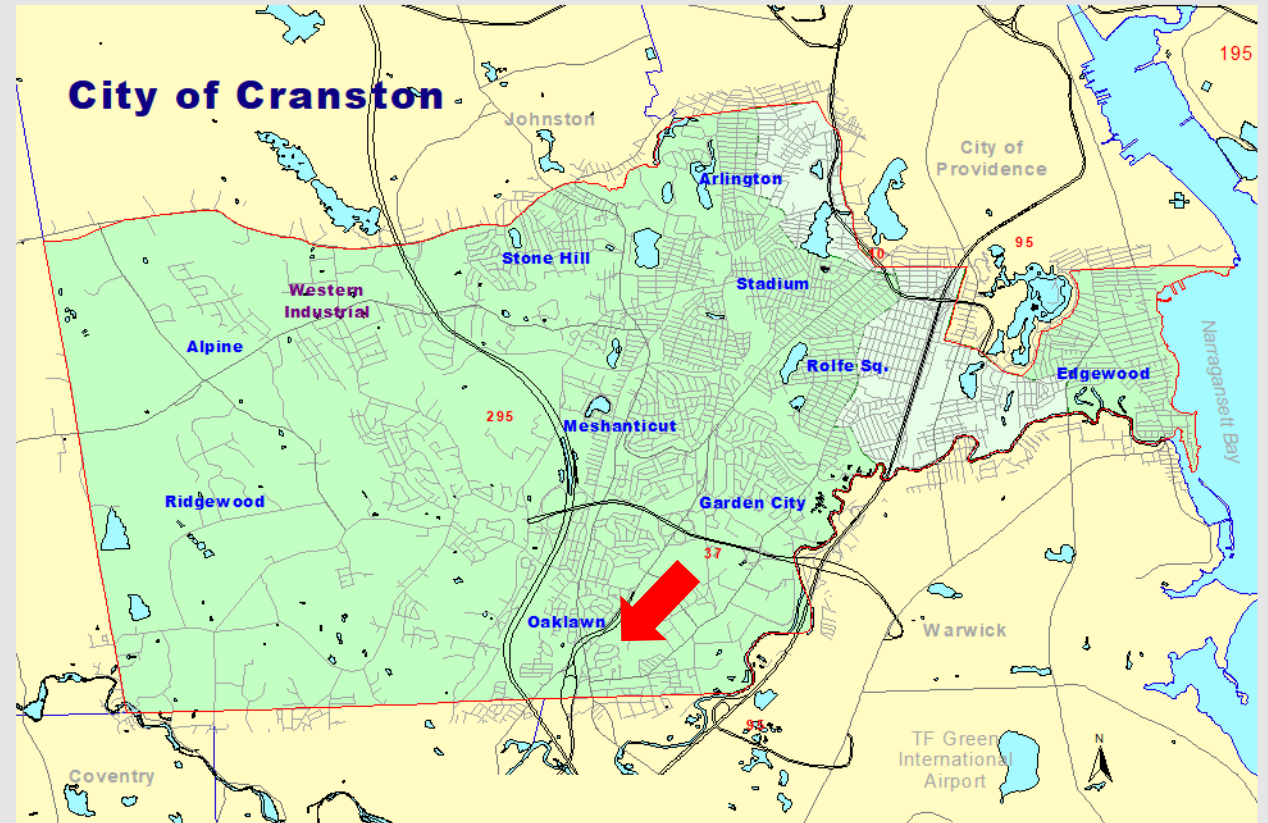 195
City of Cranston
Johnston
City of
Providence
Arlington
95
10
Stone Hill
Stadium
Western
Industrial
Alpine
Rolfe Sq.
Edgewood
Narragansett Bay
295
Meshanticut
Ridgewood
Garden City
37
Oaklawn
Warwick
95
TF Green
International
Airport
N
Coventry